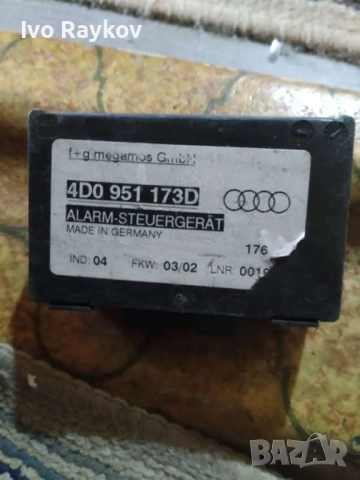 Ivo Raykov
f+g megamos GmbH
4D0 951 173D
ALARM-STEUERGERÄT
MADE IN GERMANY
176
IND: 04 FKW: 03/02 LNR: 0019
BAZAR